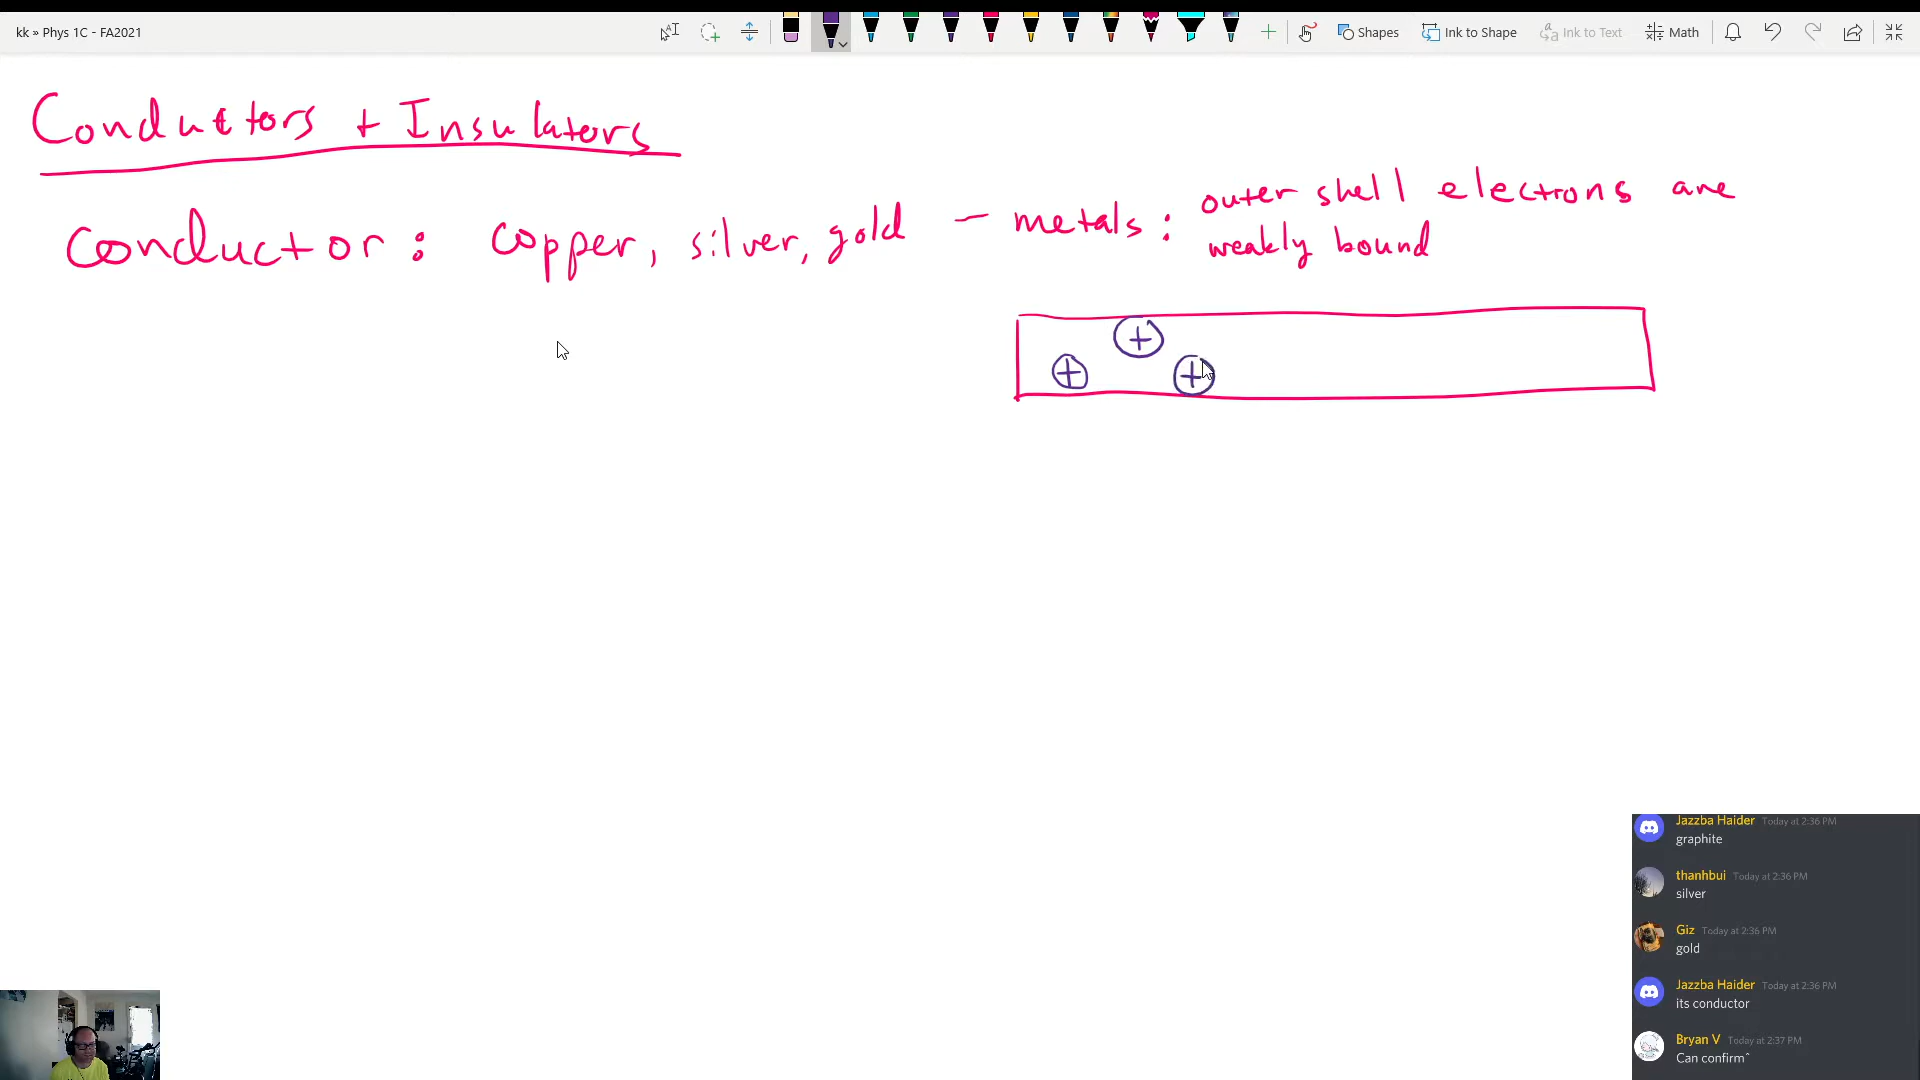 kk » Phys 1C - FA2021
Shapes
Ink to Shape
Ink to Text
Math
Conductors + Insulators
Conductor : copper, silver, gold — metals : outer shell electrons are
weakly bound
+
+
+
Jazzba Haider Today at 2:36 PM
graphite
thanhbui Today at 2:36 PM
silver
Giz Today at 2:36 PM
gold
Jazzba Haider Today at 2:36 PM
its conductor
Bryan V Today at 2:37 PM
Can confirm^